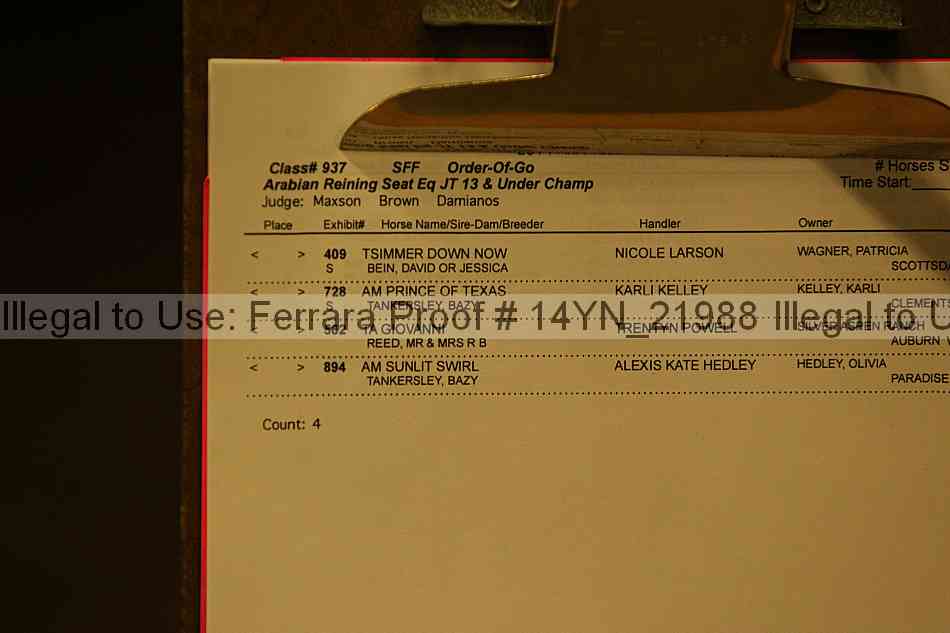 Class# 937 SFF Order-Of-Go # Horses S
Arabian Reining Seat Eq JT 13 & Under Champ Time Start:
Judge: Maxson Brown Damianos
Place Exhibit# Horse Name/Sire-Dam/Breeder Handler Owner
< > 409 TSIMMER DOWN NOW NICOLE LARSON WAGNER, PATRICIA
S BEIN, DAVID OR JESSICA SCOTTSDA
< > 728 AM PRINCE OF TEXAS KARLI KELLEY KELLEY, KARLI
S TANKERSLEY, BAZY CLEMENTS
Illegal to Use: Ferrara Proof # 14YN_21988 Illegal to U
< > 502 TA GIOVANNI TRENTYN POWELL SILVER ASPEN RANCH
REED, MR & MRS R B AUBURN
< > 894 AM SUNLIT SWIRL ALEXIS KATE HEDLEY HEDLEY, OLIVIA
TANKERSLEY, BAZY PARADISE
Count: 4